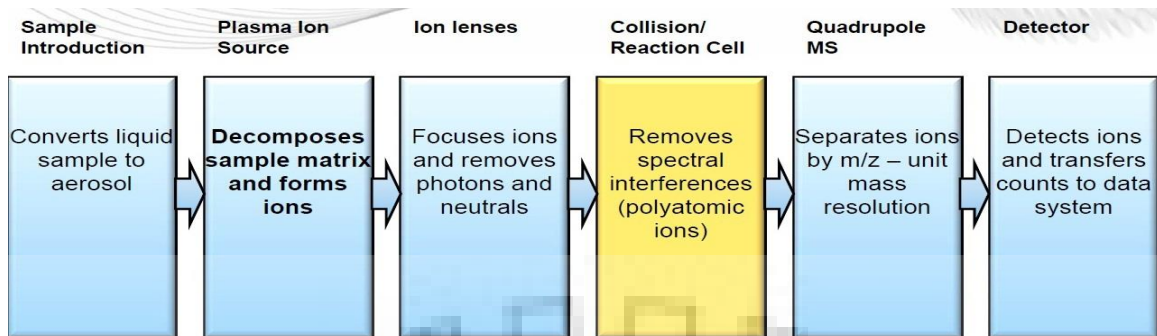 Sample
Introduction
Plasma Ion
Source
Ion lenses
Collision/
Reaction Cell
Quadrupole
MS
Detector
Converts liquid
sample to
aerosol
Decomposes
sample matrix
and forms
ions
Focuses ions
and removes
photons and
neutrals
Removes
spectral
interferences
(polyatomic
ions)
Separates ions
by m/z – unit
mass
resolution
Detects ions
and transfers
counts to data
system